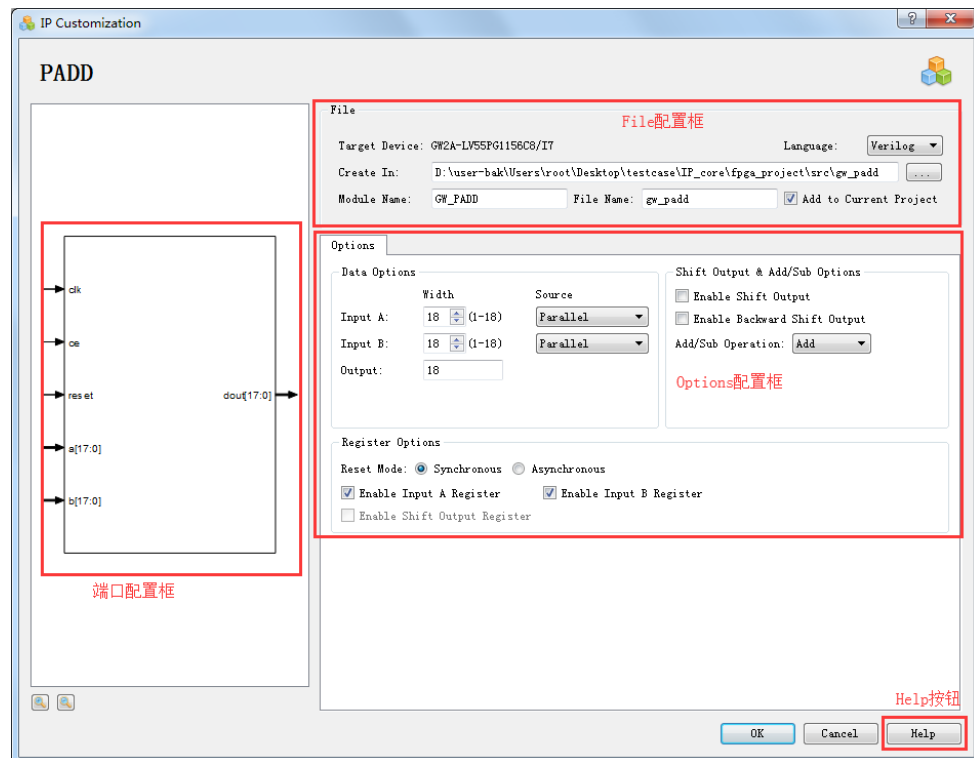 IP Customization
PADD
File
File配置框
Target Device: GW2A-LV55PG1156C8/I7 Language: Verilog
Create In: D:\user-bak\Users\root\Desktop\testcase\IP_core\fpga_project\src\gw_padd ...
Module Name: GW_PADD File Name: gw_padd Add to Current Project
Options
Data Options
Width Source
Input A: 18 (1-18) Parallel
Input B: 18 (1-18) Parallel
Output: 18
Shift Output & Add/Sub Options
Enable Shift Output
Enable Backward Shift Output
Add/Sub Operation: Add
Options配置框
Register Options
Reset Mode: Synchronous Asynchronous
Enable Input A Register Enable Input B Register
Enable Shift Output Register
clk
ce
reset dout[17:0]
a[17:0]
b[17:0]
端口配置框
Help按钮
OK Cancel Help